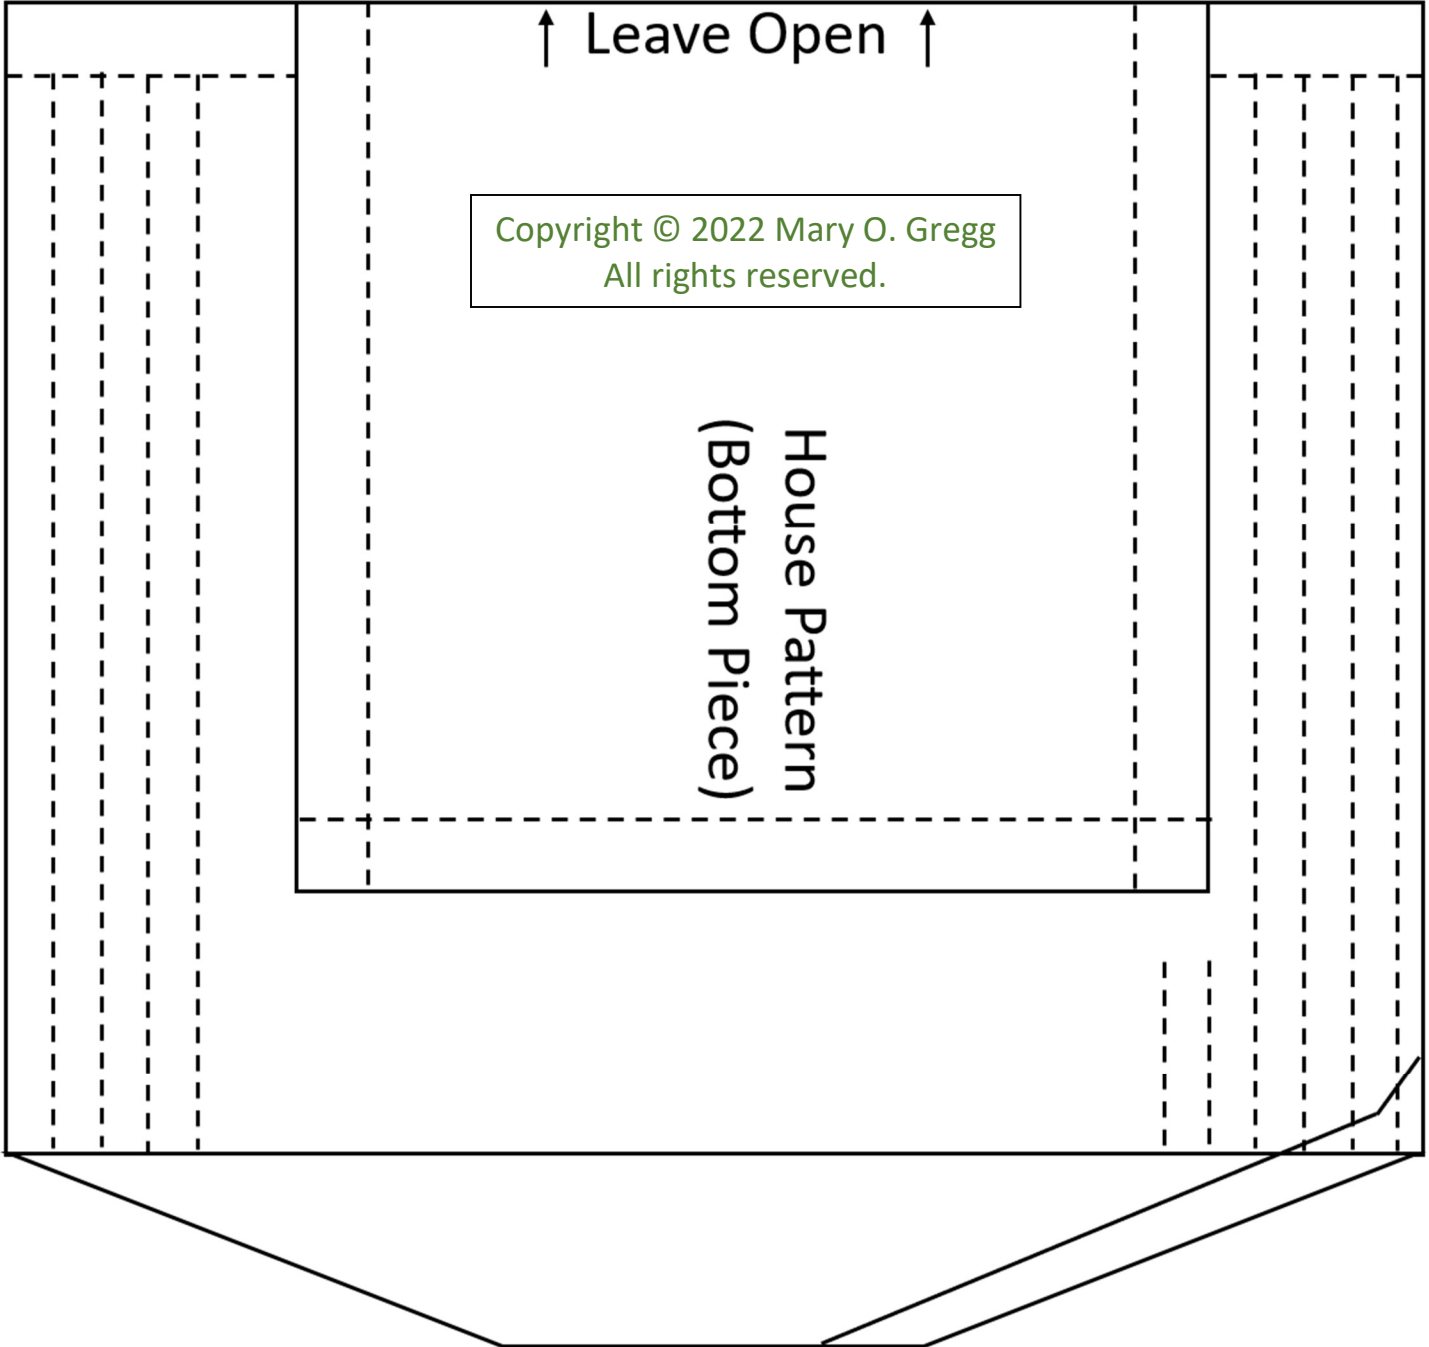 Leave Open
Copyright © 2022 Mary O. Gregg
All rights reserved.
House Pattern
(Bottom Piece)